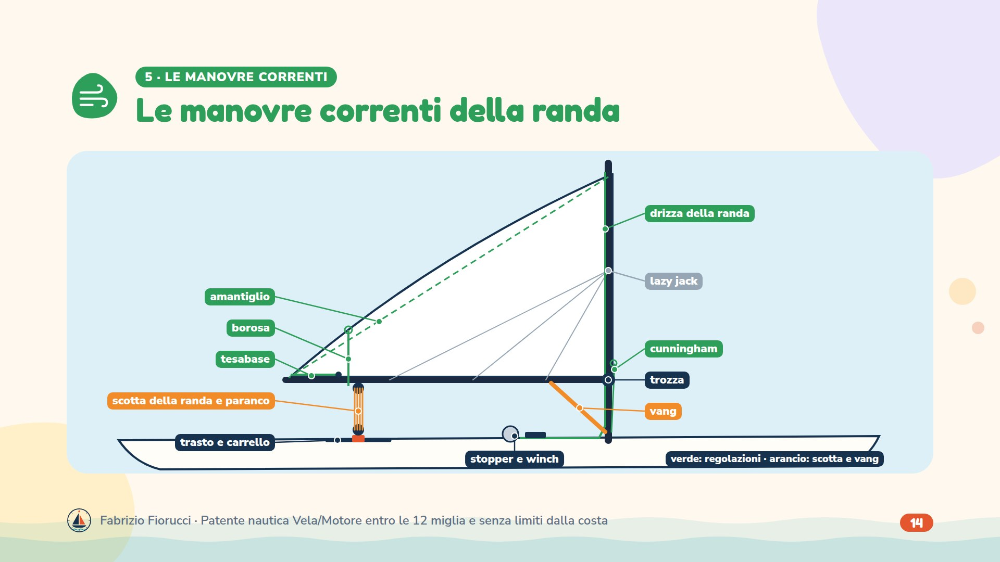 5 · LE MANOVRE CORRENTI
Le manovre correnti della randa
drizza della randa
lazy jack
amantiglio
borosa
tesabase
cunningham
trozza
scotta della randa e paranco
vang
trasto e carrello
stopper e winch
verde: regolazioni · arancio: scotta e vang
Fabrizio Fiorucci · Patente nautica Vela/Motore entro le 12 miglia e senza limiti dalla costa
14